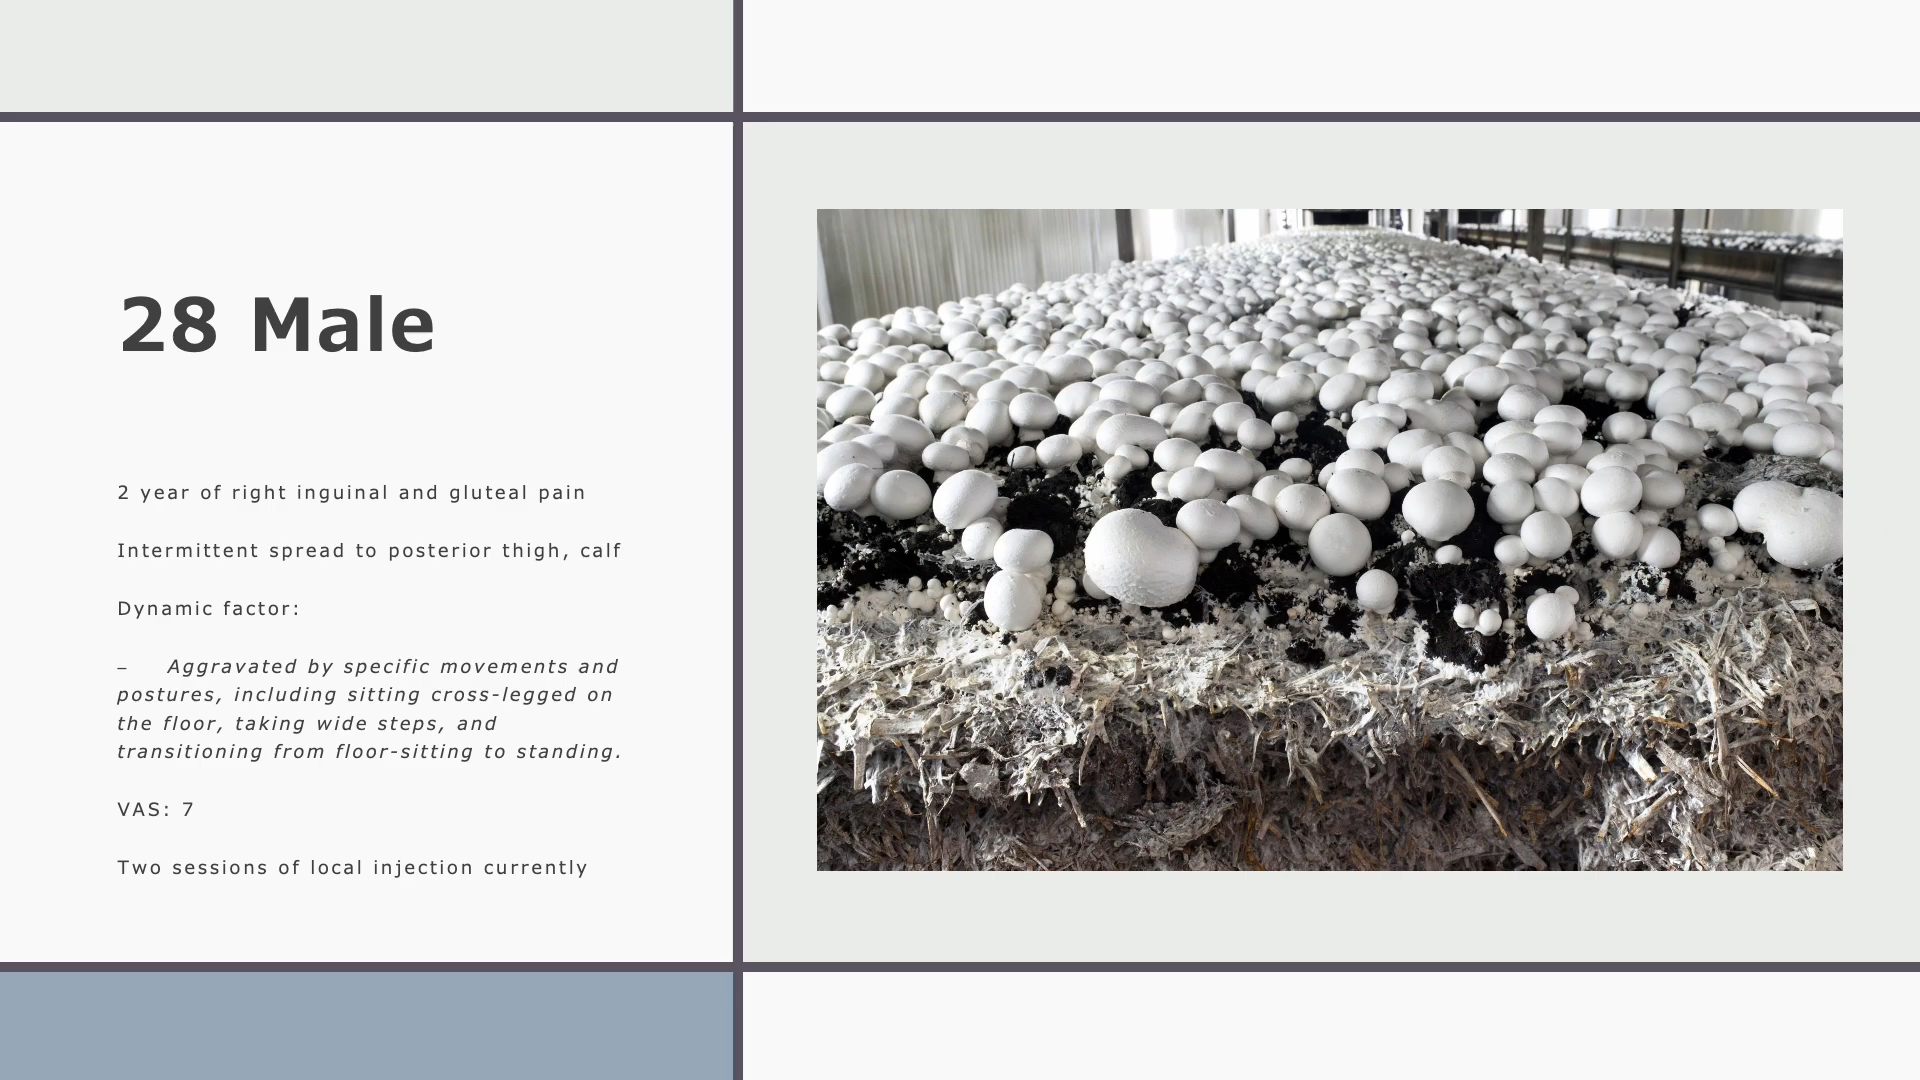 28 Male
2 year of right inguinal and gluteal pain
Intermittent spread to posterior thigh, calf
Dynamic factor:
– Aggravated by specific movements and
postures, including sitting cross-legged on
the floor, taking wide steps, and
transitioning from floor-sitting to standing.
VAS: 7
Two sessions of local injection currently